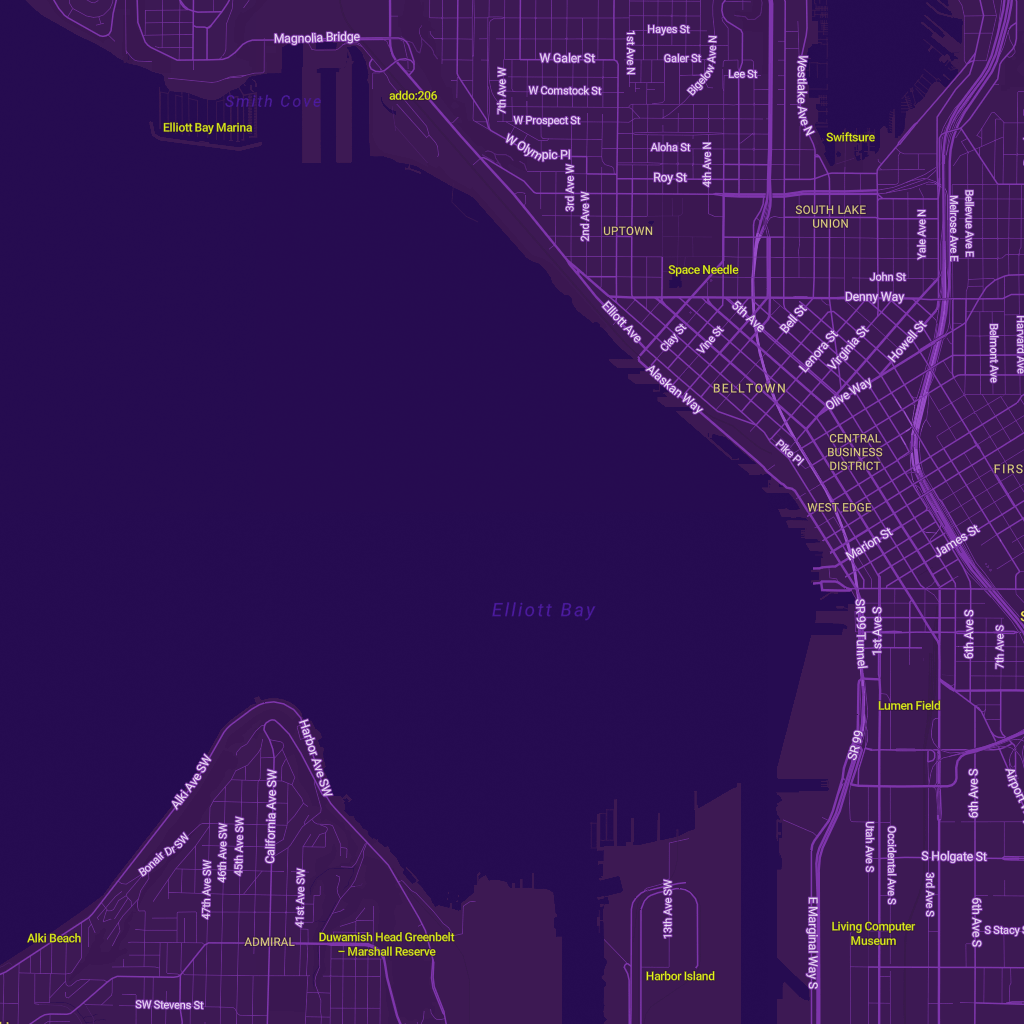 Hayes St
Magnolia Bridge
1st Ave N
W Galer St
Galer St
Bigelow Ave N
Lee St
7th Ave W
W Comstock St
Westlake Ave N
addo:206
Smith Cove
Elliott Bay Marina
W Prospect St
Swiftsure
W Olympic Pl
Aloha St
4th Ave N
Roy St
3rd Ave W
2nd Ave W
SOUTH LAKE
UNION
Yale Ave N
Melrose Ave E
Bellevue Ave E
UPTOWN
Space Needle
John St
Denny Way
Elliott Ave
Clay St
Vine St
5th Ave
Bell St
Lenora St
Virginia St
Howell St
Belmont Ave
Harvard Ave
Alaskan Way
BELLTOWN
Olive Way
Pike Pl
CENTRAL
BUSINESS
DISTRICT
FIRS
WEST EDGE
Marion St
James St
Elliott Bay
SR 99 Tunnel
1st Ave S
6th Ave S
7th Ave S
S
Lumen Field
SR 99
Harbor Ave SW
Alki Ave SW
California Ave SW
6th Ave S
Airport
Bonair Dr SW
46th Ave SW
45th Ave SW
47th Ave SW
41st Ave SW
Utah Ave S
Occidental Ave S
S Holgate St
3rd Ave S
13th Ave SW
E Marginal Way S
6th Ave S
S Stacy S
Living Computer
Museum
Alki Beach
ADMIRAL
Duwamish Head Greenbelt
– Marshall Reserve
Harbor Island
SW Stevens St